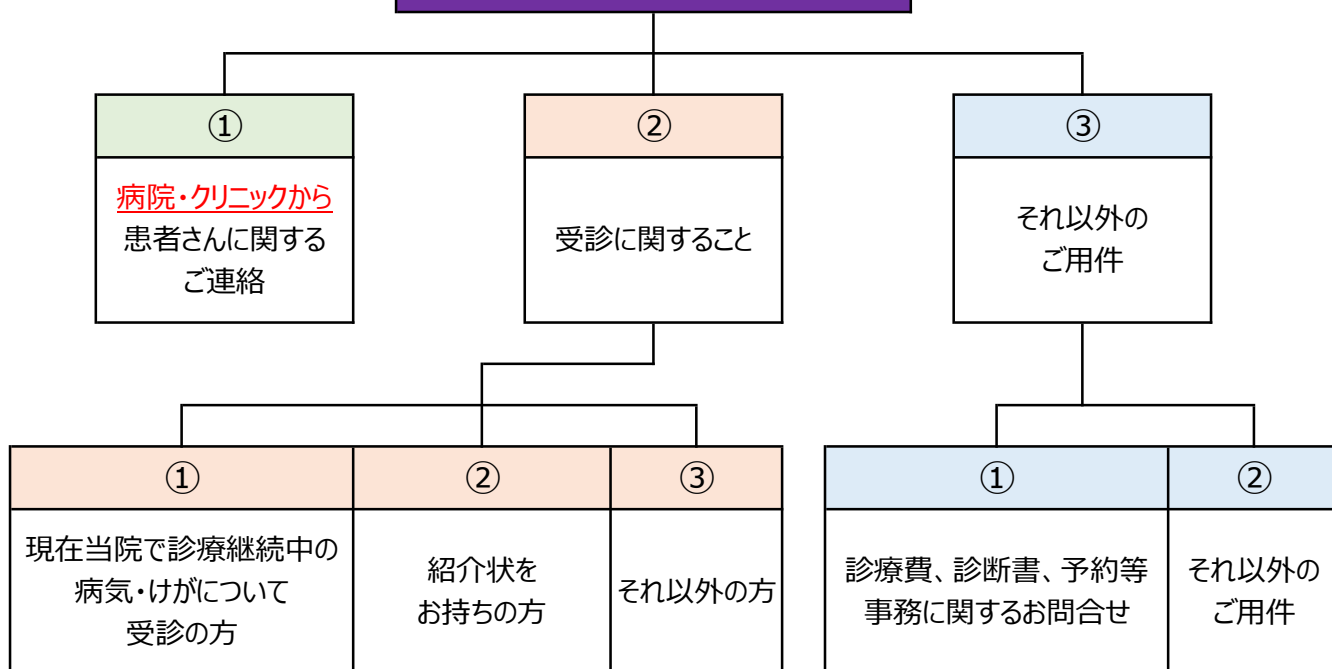 ①
病院・クリニックから
患者さんに関する
ご連絡
②
受診に関すること
③
それ以外の
ご用件
①
現在当院で診療継続中の
病気・けがについて
受診の方
②
紹介状を
お持ちの方
③
それ以外の方
①
診療費、診断書、予約等
事務に関するお問合せ
②
それ以外の
ご用件